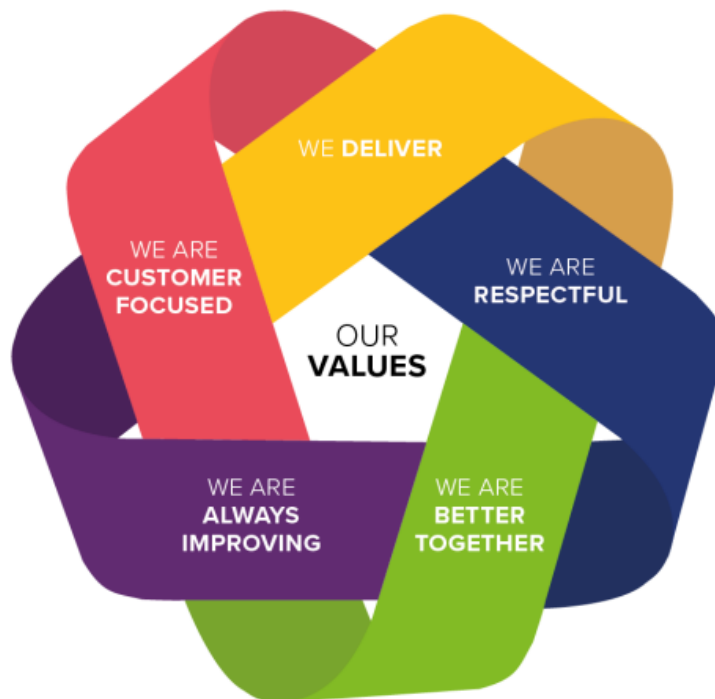 WE DELIVER
WE ARE
CUSTOMER
FOCUSED
WE ARE
RESPECTFUL
OUR
VALUES
WE ARE
ALWAYS
IMPROVING
WE ARE
BETTER
TOGETHER